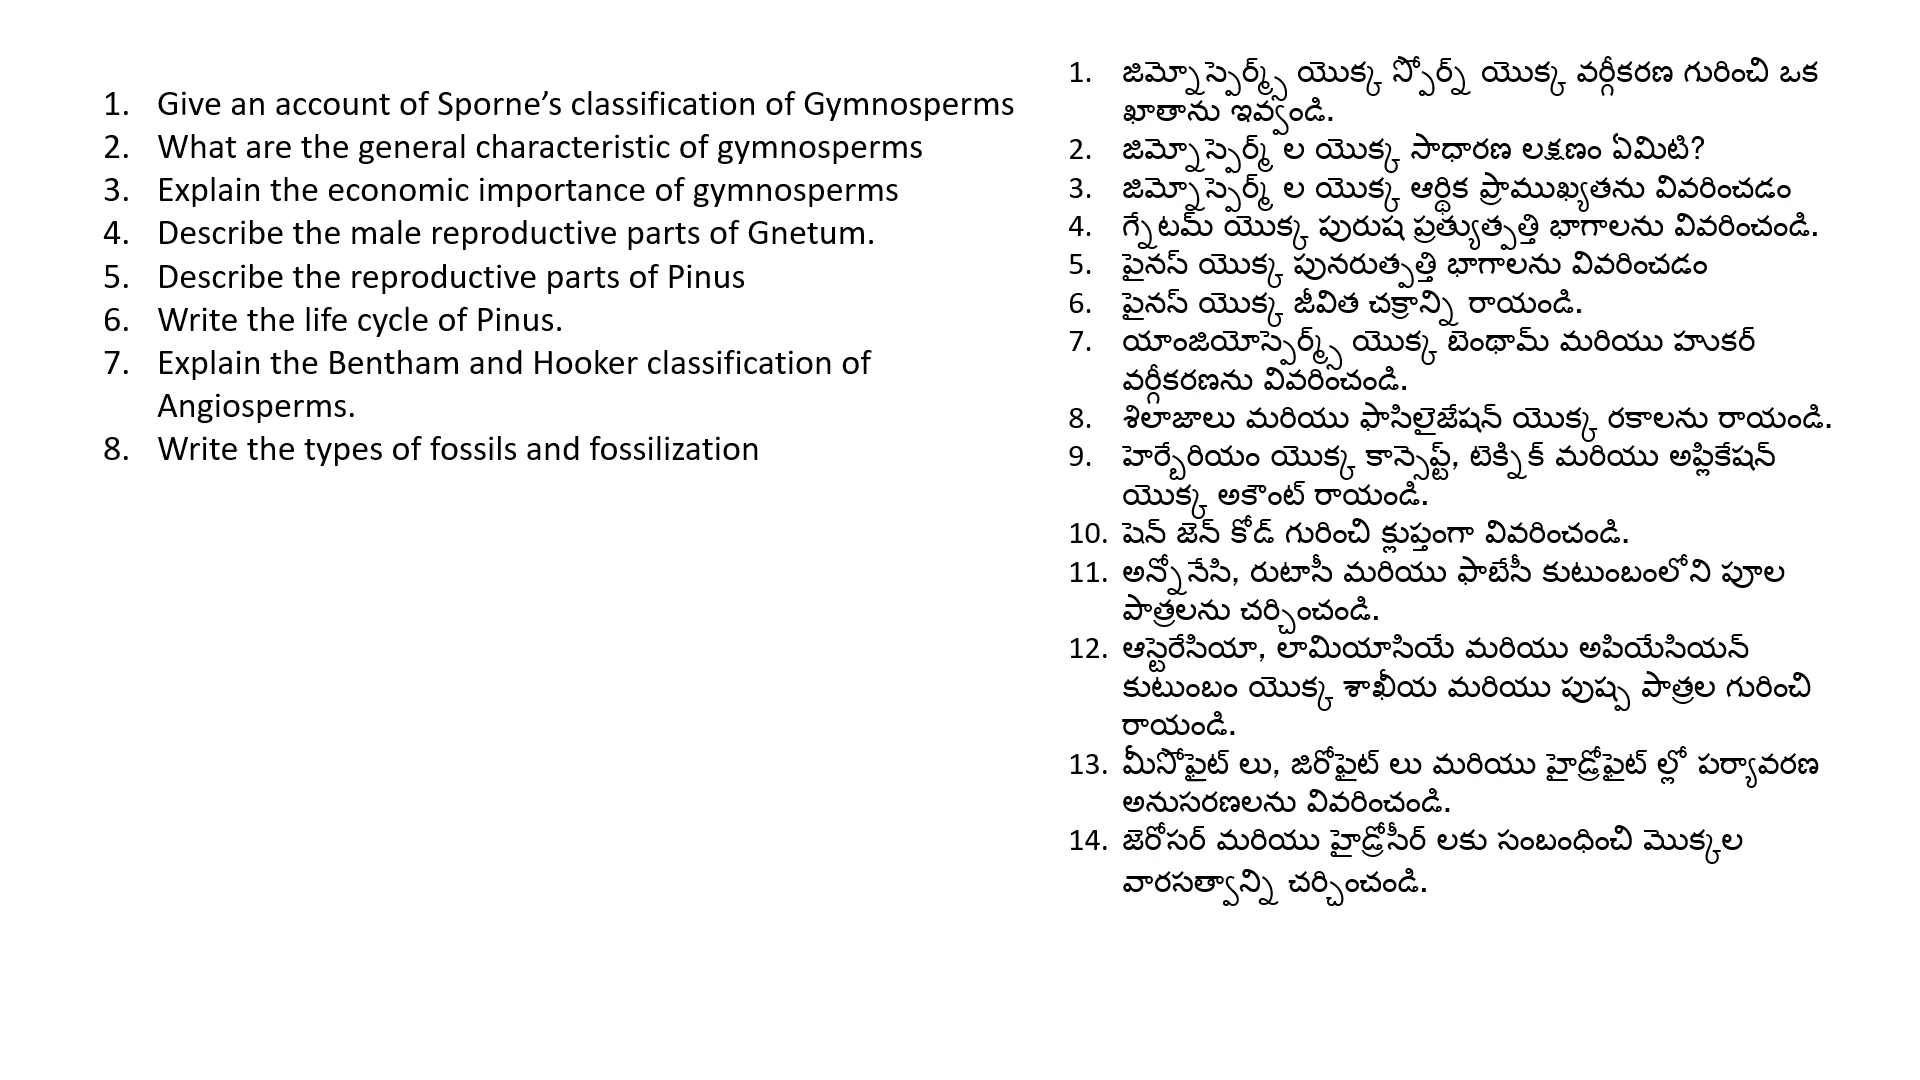 1. Give an account of Sporne’s classification of Gymnosperms
2. What are the general characteristic of gymnosperms
3. Explain the economic importance of gymnosperms
4. Describe the male reproductive parts of Gnetum.
5. Describe the reproductive parts of Pinus
6. Write the life cycle of Pinus.
7. Explain the Bentham and Hooker classification of
Angiosperms.
8. Write the types of fossils and fossilization
1. జిమ్నోస్పెర్మ్స్ యొక్క స్పోర్న్ యొక్క వర్గీకరణ గురించి ఒక
ఖాతాను ఇవ్వండి.
2. జిమ్నోస్పెర్మ్ ల యొక్క సాధారణ లక్షణం ఏమిటి?
3. జిమ్నోస్పెర్మ్ ల యొక్క ఆర్థిక ప్రాముఖ్యతను వివరించడం
4. గ్నేటమ్ యొక్క పురుష ప్రత్యుత్పత్తి భాగాలను వివరించండి.
5. పైనస్ యొక్క పునరుత్పత్తి భాగాలను వివరించడం
6. పైనస్ యొక్క జీవిత చక్రాన్ని రాయండి.
7. యాంజియోస్పెర్మ్స్ యొక్క బెంథామ్ మరియు హుకర్
వర్గీకరణను వివరించండి.
8. శిలాజాలు మరియు ఫాసిలైజేషన్ యొక్క రకాలను రాయండి.
9. హెర్బేరియం యొక్క కాన్సెప్ట్, టెక్నిక్ మరియు అప్లికేషన్
యొక్క అకౌంట్ రాయండి.
10. షెన్ జెన్ కోడ్ గురించి క్లుప్తంగా వివరించండి.
11. అన్నోనేసి, రుటాసీ మరియు ఫాబేసీ కుటుంబంలోని పూల
పాత్రలను చర్చించండి.
12. ఆస్టెరేసియా, లామియాసియే మరియు అపియేసియన్
కుటుంబం యొక్క శాఖీయ మరియు పుష్ప పాత్రల గురించి
రాయండి.
13. మీసోఫైట్ లు, జిరోఫైట్ లు మరియు హైడ్రోఫైట్ ల్లో పర్యావరణ
అనుసరణలను వివరించండి.
14. జెరోసర్ మరియు హైడ్రోసీర్ లకు సంబంధించి మొక్కల
వారసత్వాన్ని చర్చించండి.